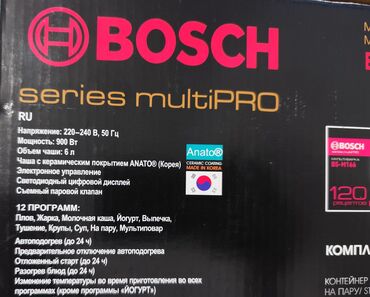 BOSCH
series multiPRO
RU
Напряжение: 220–240 В, 50 Гц
Мощность: 900 Вт
Объем чаши: 6 л
Чаша с керамическим покрытием ANATO® (Корея)
Электронное управление
Светодиодный цифровой дисплей
Съемный паровой клапан
Anato®
CERAMIC COATING
MADE IN KOREA
12 ПРОГРАММ:
Плов, Жарка, Молочная каша, Йогурт, Выпечка,
Тушение, Крупы, Суп, На пару, Мультиповар
Автоподогрев (до 24 ч)
Предварительное отключение автоподогрева
Отложенный старт (до 24 ч)
Разогрев блюд (до 24 ч)
Изменение температуры во время приготовления во всех
программах (кроме программы «ЙОГУРТ»)
BOSCH
МУЛЬТИВАРКА
BS-M166
120
рецептов
КОМПЛ
КОНТЕЙНЕР
НА ПАРУ/ S